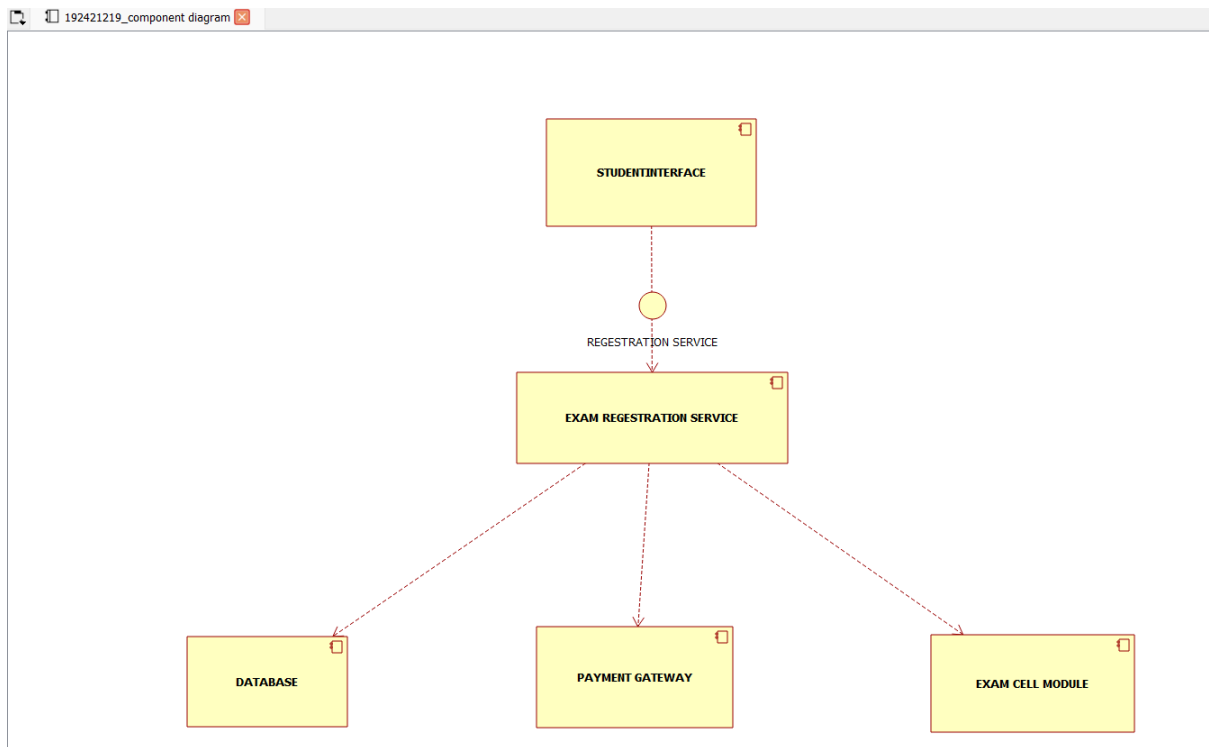 192421219_component diagram
STUDENTINTERFACE
REGESTRATION SERVICE
EXAM REGESTRATION SERVICE
DATABASE
PAYMENT GATEWAY
EXAM CELL MODULE